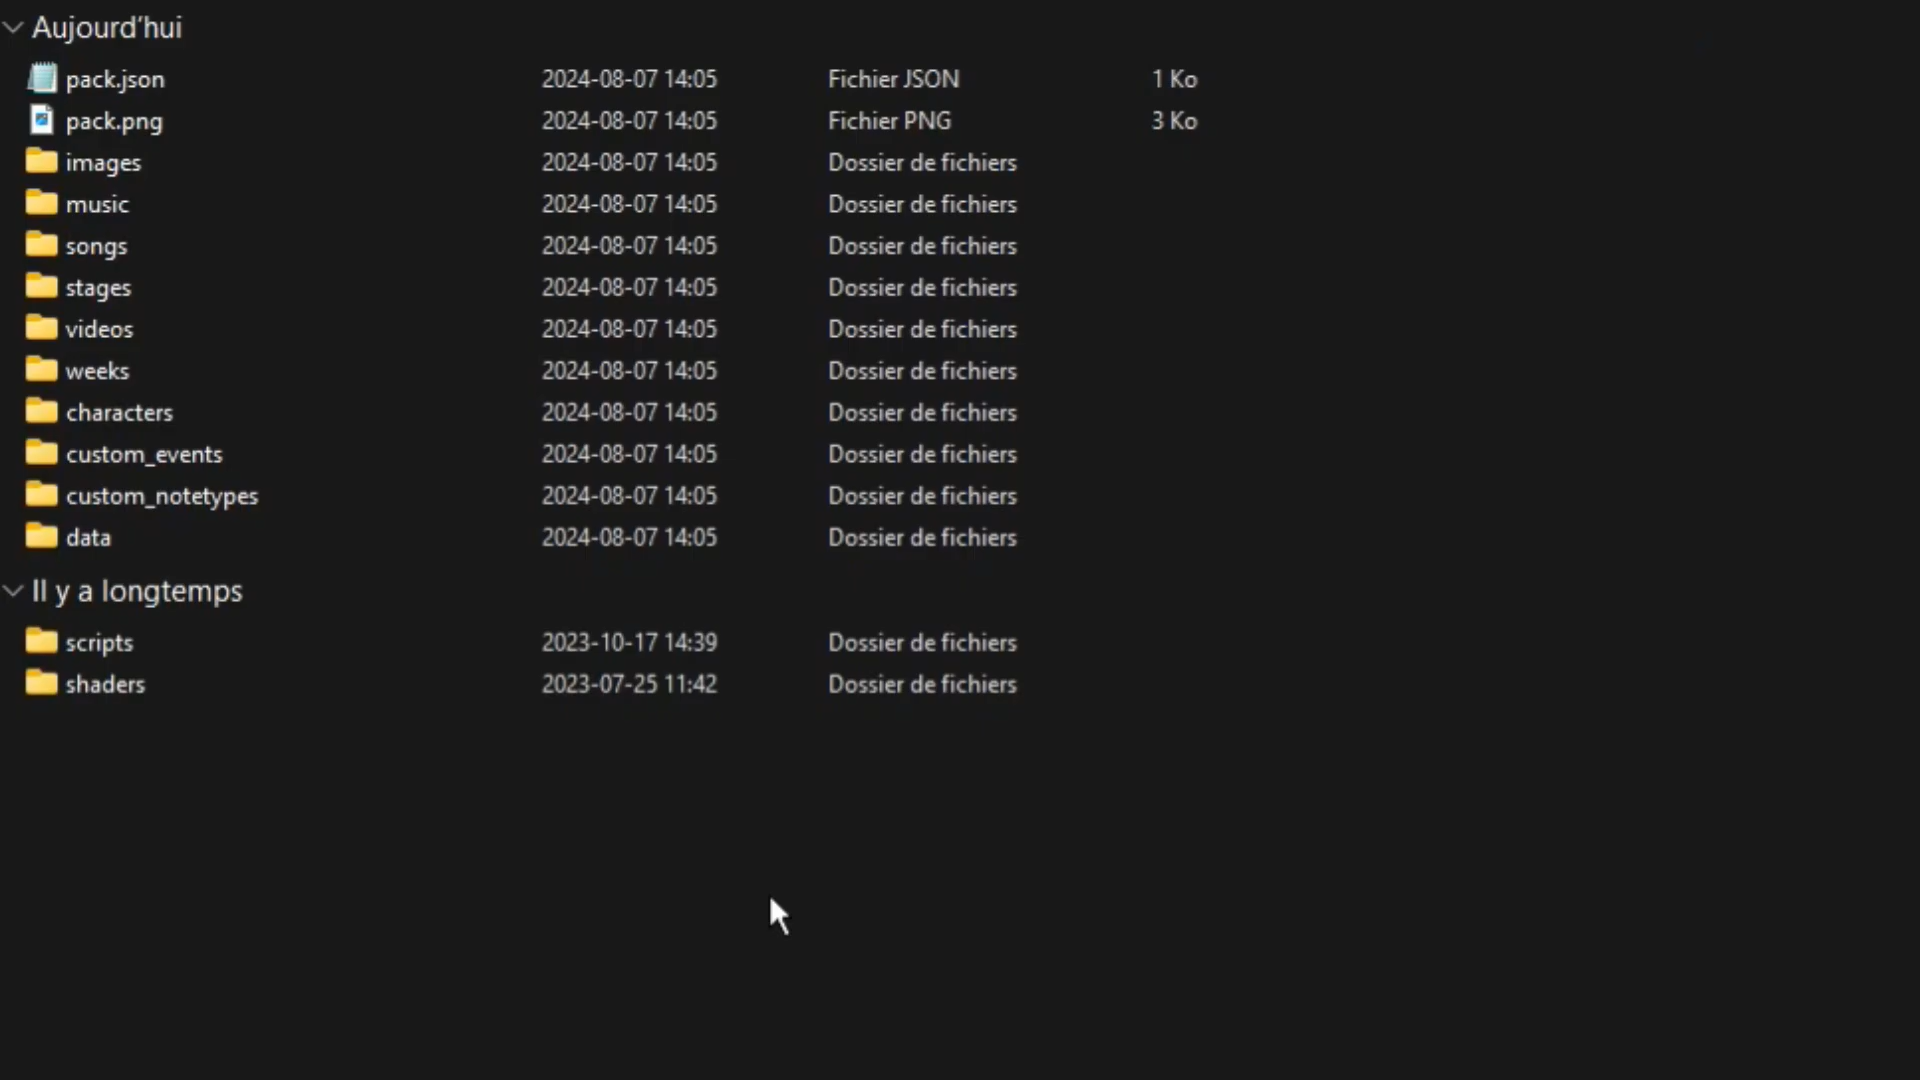 Aujourd'hui
pack.json 2024-08-07 14:05 Fichier JSON 1 Ko
pack.png 2024-08-07 14:05 Fichier PNG 3 Ko
images 2024-08-07 14:05 Dossier de fichiers
music 2024-08-07 14:05 Dossier de fichiers
songs 2024-08-07 14:05 Dossier de fichiers
stages 2024-08-07 14:05 Dossier de fichiers
videos 2024-08-07 14:05 Dossier de fichiers
weeks 2024-08-07 14:05 Dossier de fichiers
characters 2024-08-07 14:05 Dossier de fichiers
custom_events 2024-08-07 14:05 Dossier de fichiers
custom_notetypes 2024-08-07 14:05 Dossier de fichiers
data 2024-08-07 14:05 Dossier de fichiers
Il y a longtemps
scripts 2023-10-17 14:39 Dossier de fichiers
shaders 2023-07-25 11:42 Dossier de fichiers